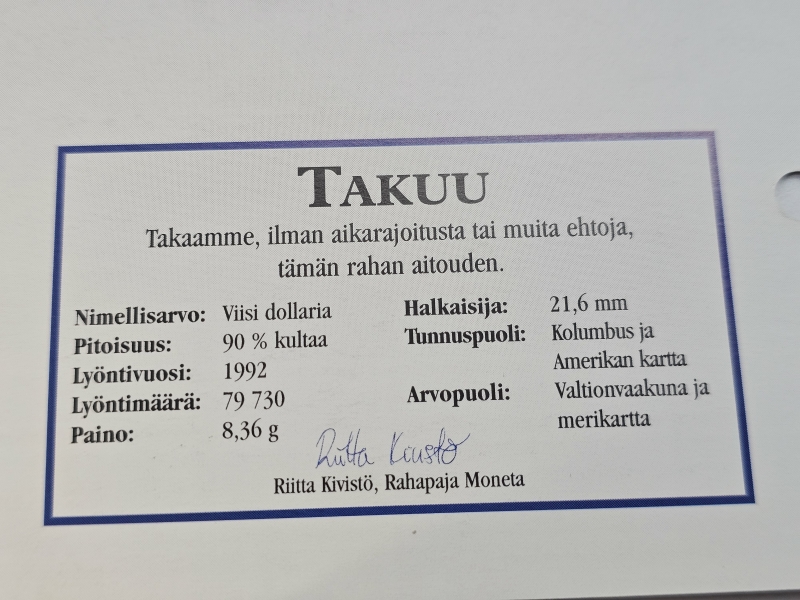 TAKUU
Takaamme, ilman aikarajoitusta tai muita ehtoja,
tämän rahan aitouden.
Nimellisarvo: Viisi dollaria
Pitoisuus: 90 % kultaa
Lyöntivuosi: 1992
Lyöntimäärä: 79 730
Paino: 8,36 g
Halkaisija: 21,6 mm
Tunnuspuoli: Kolumbus ja
Amerikan kartta
Arvopuoli: Valtionvaakuna ja
merikartta
Riitta Kivistö
Riitta Kivistö, Rahapaja Moneta